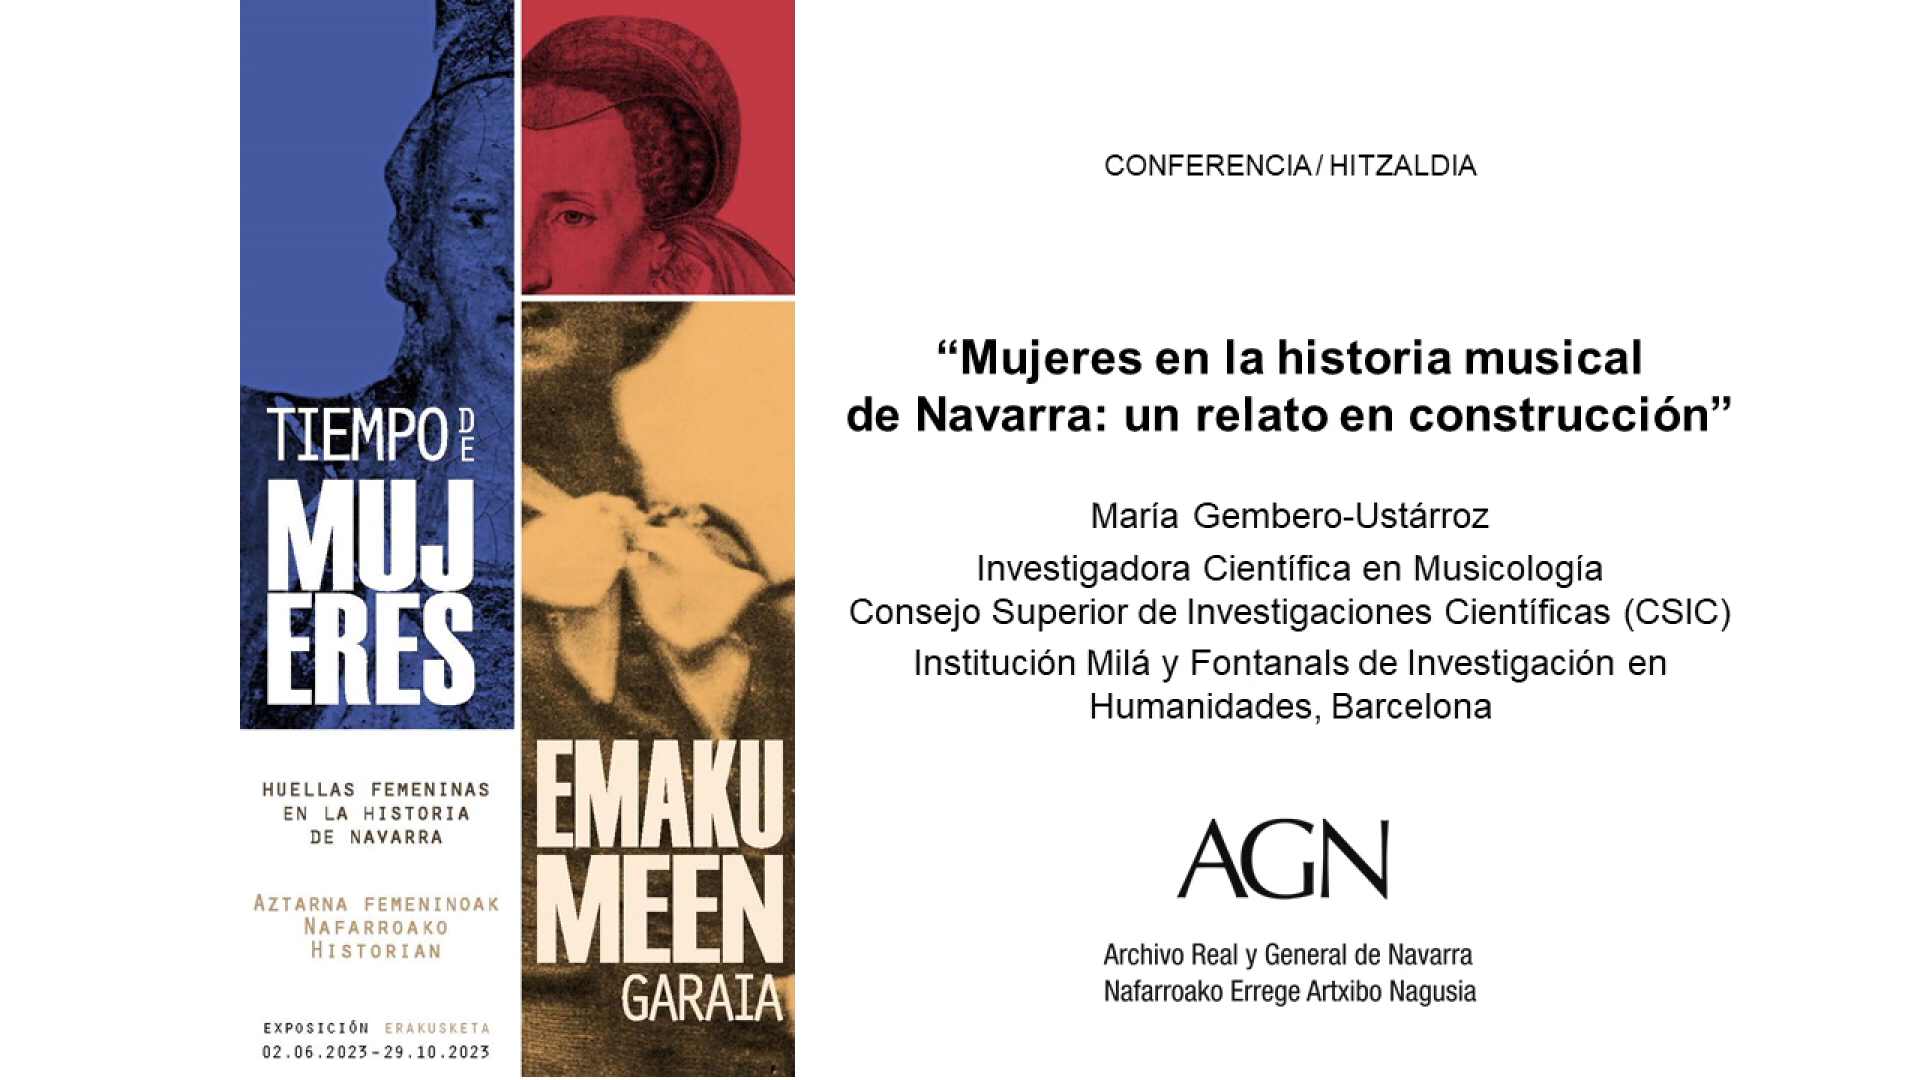 TIEMPO DE
MUJ
ERES
HUELLAS FEMENINAS
EN LA HISTORIA
DE NAVARRA
AZTARNA FEMENINOAK
NAFARROAKO
HISTORIAN
EXPOSICIÓN ERAKUSKETA
02.06.2023-29.10.2023
EMAKU
MEEN
GARAIA
CONFERENCIA / HITZALDIA
“Mujeres en la historia musical
de Navarra: un relato en construcción”
María Gembero-Ustárroz
Investigadora Científica en Musicología
Consejo Superior de Investigaciones Científicas (CSIC)
Institución Milá y Fontanals de Investigación en
Humanidades, Barcelona
AGN
Archivo Real y General de Navarra
Nafarroako Errege Artxibo Nagusia